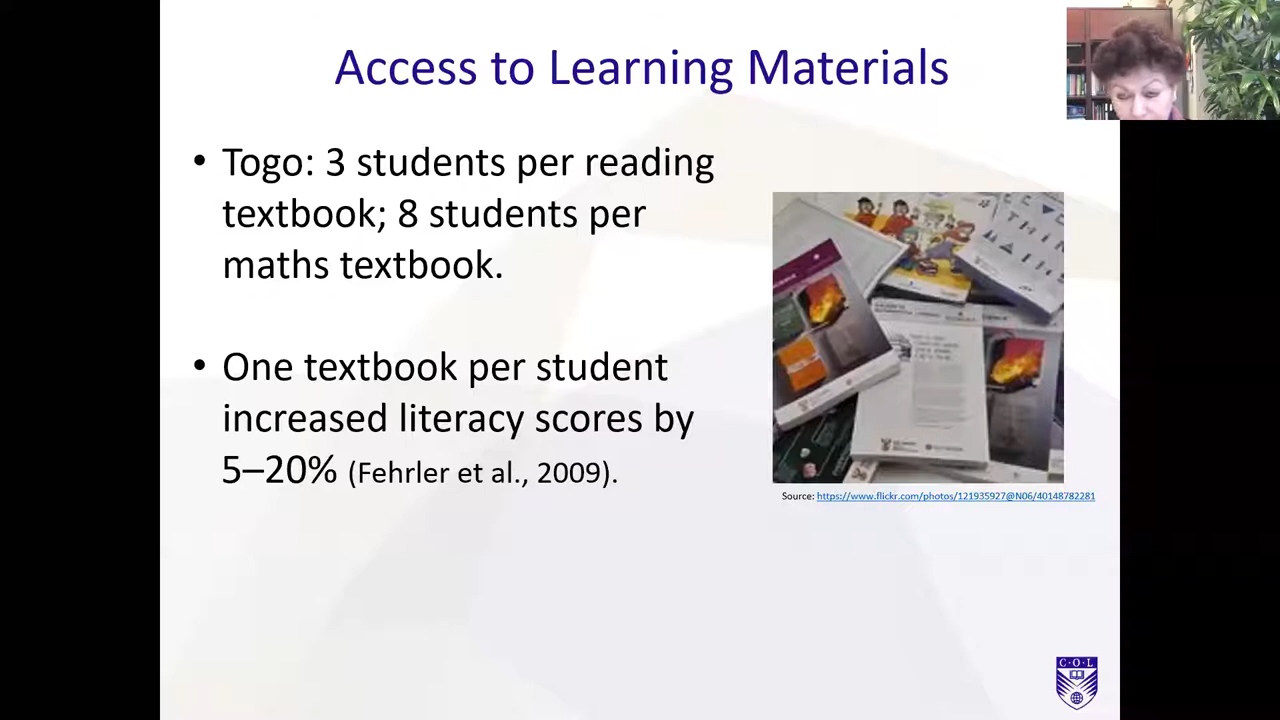 Access to Learning Materials
• Togo: 3 students per reading
textbook; 8 students per
maths textbook.
• One textbook per student
increased literacy scores by
5–20% (Fehrler et al., 2009).
Source: https://www.flickr.com/photos/121935927@N06/40148782281
C·O·L